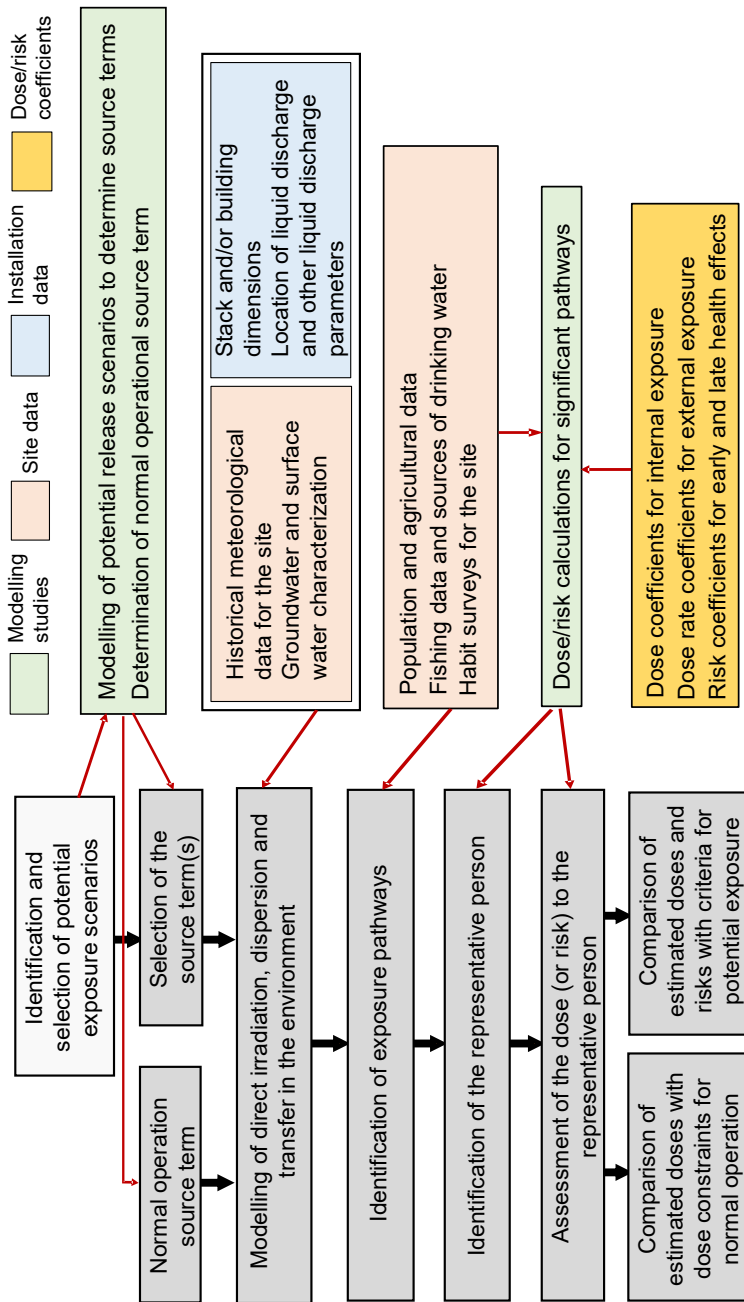 Modelling
studies
Site data
Installation
data
Dose/risk
coefficients
Identification and
selection of potential
exposure scenarios
Modelling of potential release scenarios to determine source terms
Determination of normal operational source term
Normal operation
source term
Selection of the
source term(s)
Historical meteorological
data for the site
Groundwater and surface
water characterization
Stack and/or building
dimensions
Location of liquid discharge
and other liquid discharge
parameters
Modelling of direct irradiation, dispersion and
transfer in the environment
Population and agricultural data
Fishing data and sources of drinking water
Habit surveys for the site
Identification of exposure pathways
Identification of the representative person
Dose/risk calculations for significant pathways
Assessment of the dose (or risk) to the
representative person
Dose coefficients for internal exposure
Dose rate coefficients for external exposure
Risk coefficients for early and late health effects
Comparison of
estimated doses with
dose constraints for
normal operation
Comparison of
estimated doses and
risks with criteria for
potential exposure